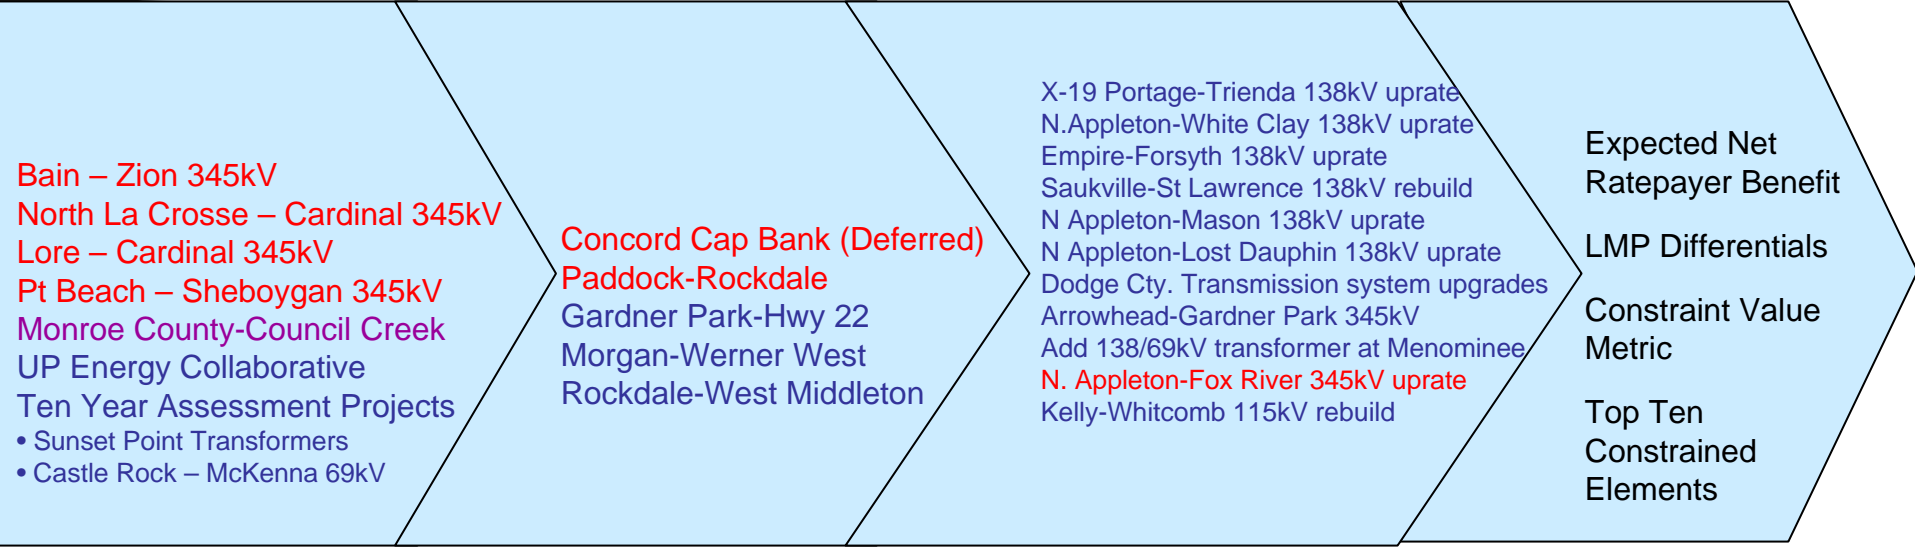 Bain – Zion 345kV
North La Crosse – Cardinal 345kV
Lore – Cardinal 345kV
Pt Beach – Sheboygan 345kV
Monroe County-Council Creek
UP Energy Collaborative
Ten Year Assessment Projects
• Sunset Point Transformers
• Castle Rock – McKenna 69kV
Concord Cap Bank (Deferred)
Paddock-Rockdale
Gardner Park-Hwy 22
Morgan-Werner West
Rockdale-West Middleton
X-19 Portage-Trienda 138kV uprate
N.Appleton-White Clay 138kV uprate
Empire-Forsyth 138kV uprate
Saukville-St Lawrence 138kV rebuild
N Appleton-Mason 138kV uprate
N Appleton-Lost Dauphin 138kV uprate
Dodge Cty. Transmission system upgrades
Arrowhead-Gardner Park 345kV
Add 138/69kV transformer at Menominee
N. Appleton-Fox River 345kV uprate
Kelly-Whitcomb 115kV rebuild
Expected Net
Ratepayer Benefit
LMP Differentials
Constraint Value
Metric
Top Ten
Constrained
Elements